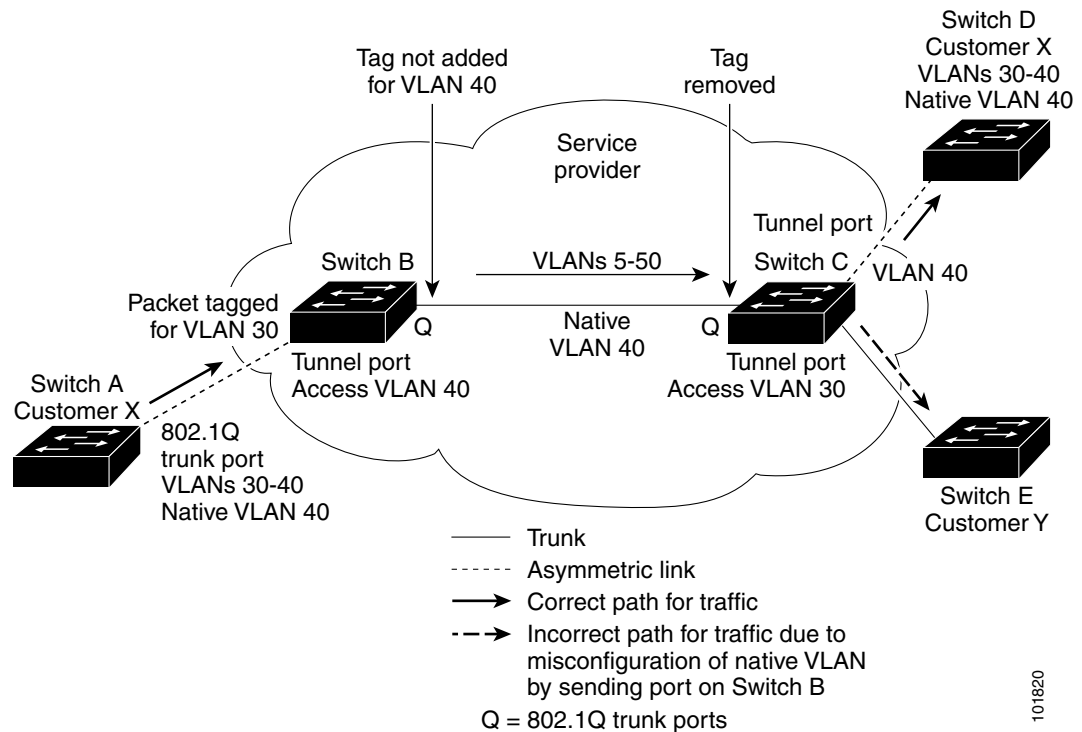 Switch D
Customer X
VLANs 30-40
Native VLAN 40
Tag not added
for VLAN 40
Tag
removed
Service
provider
Tunnel port
Switch B
VLANs 5-50
Switch C
VLAN 40
Packet tagged
for VLAN 30
Q
Native
VLAN 40
Q
Tunnel port
Access VLAN 40
Tunnel port
Access VLAN 30
Switch A
Customer X
802.1Q
trunk port
VLANs 30-40
Native VLAN 40
Switch E
Customer Y
Trunk
Asymmetric link
Correct path for traffic
Incorrect path for traffic due to
misconfiguration of native VLAN
by sending port on Switch B
Q = 802.1Q trunk ports
101820